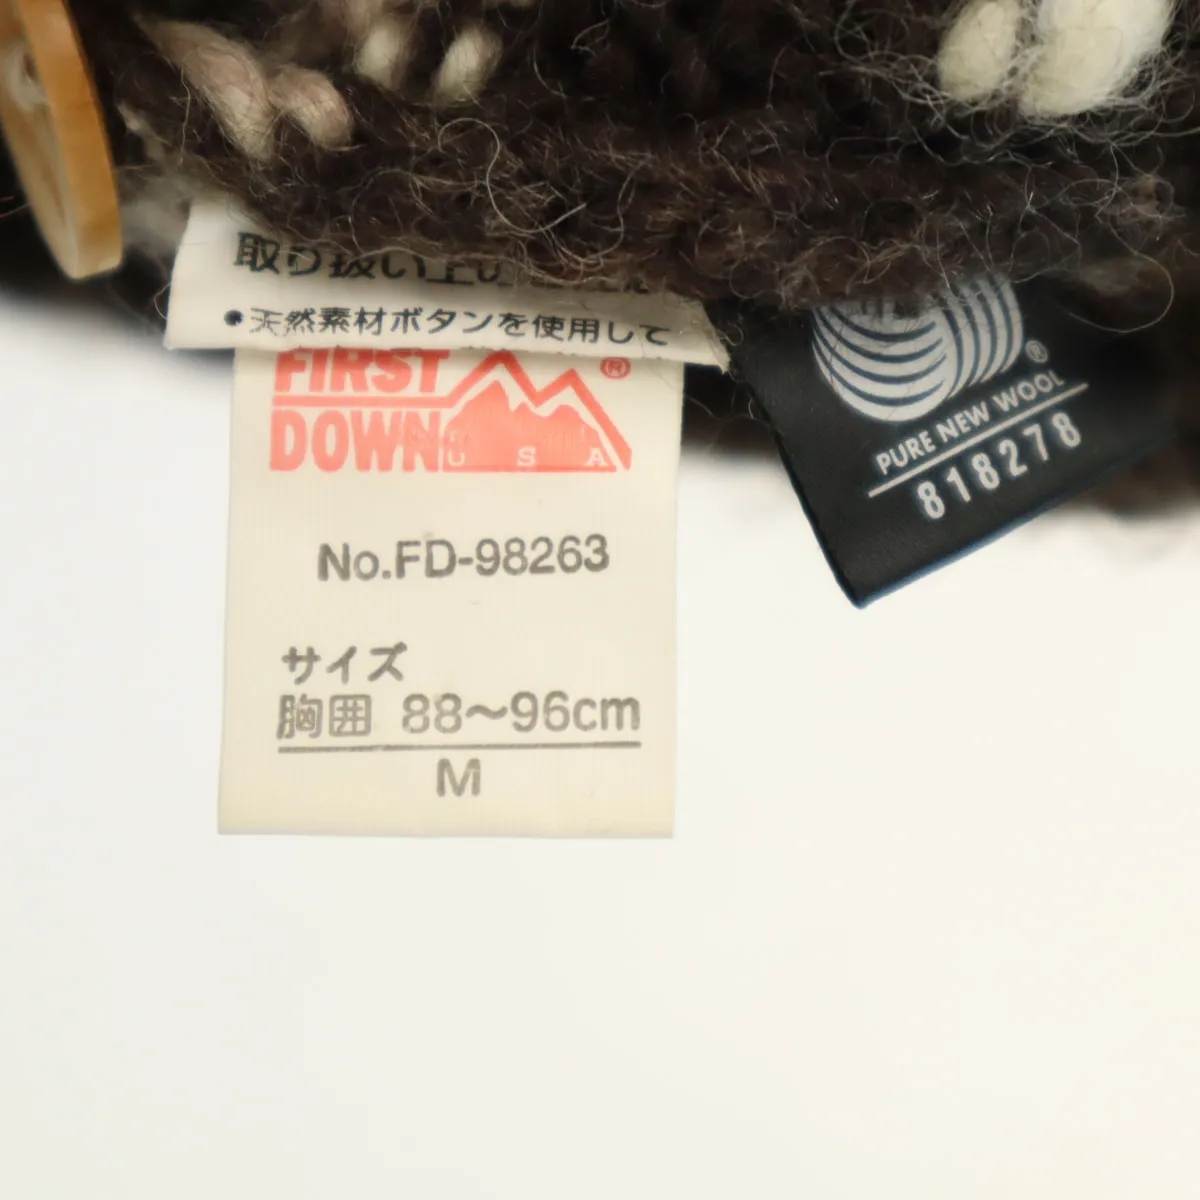 取り扱い上の
●天然素材ボタンを使用して
FIRST
DOWN USA ®
No.FD-98263
サイズ
胸囲 88〜96cm
M
®
PURE NEW WOOL
818278